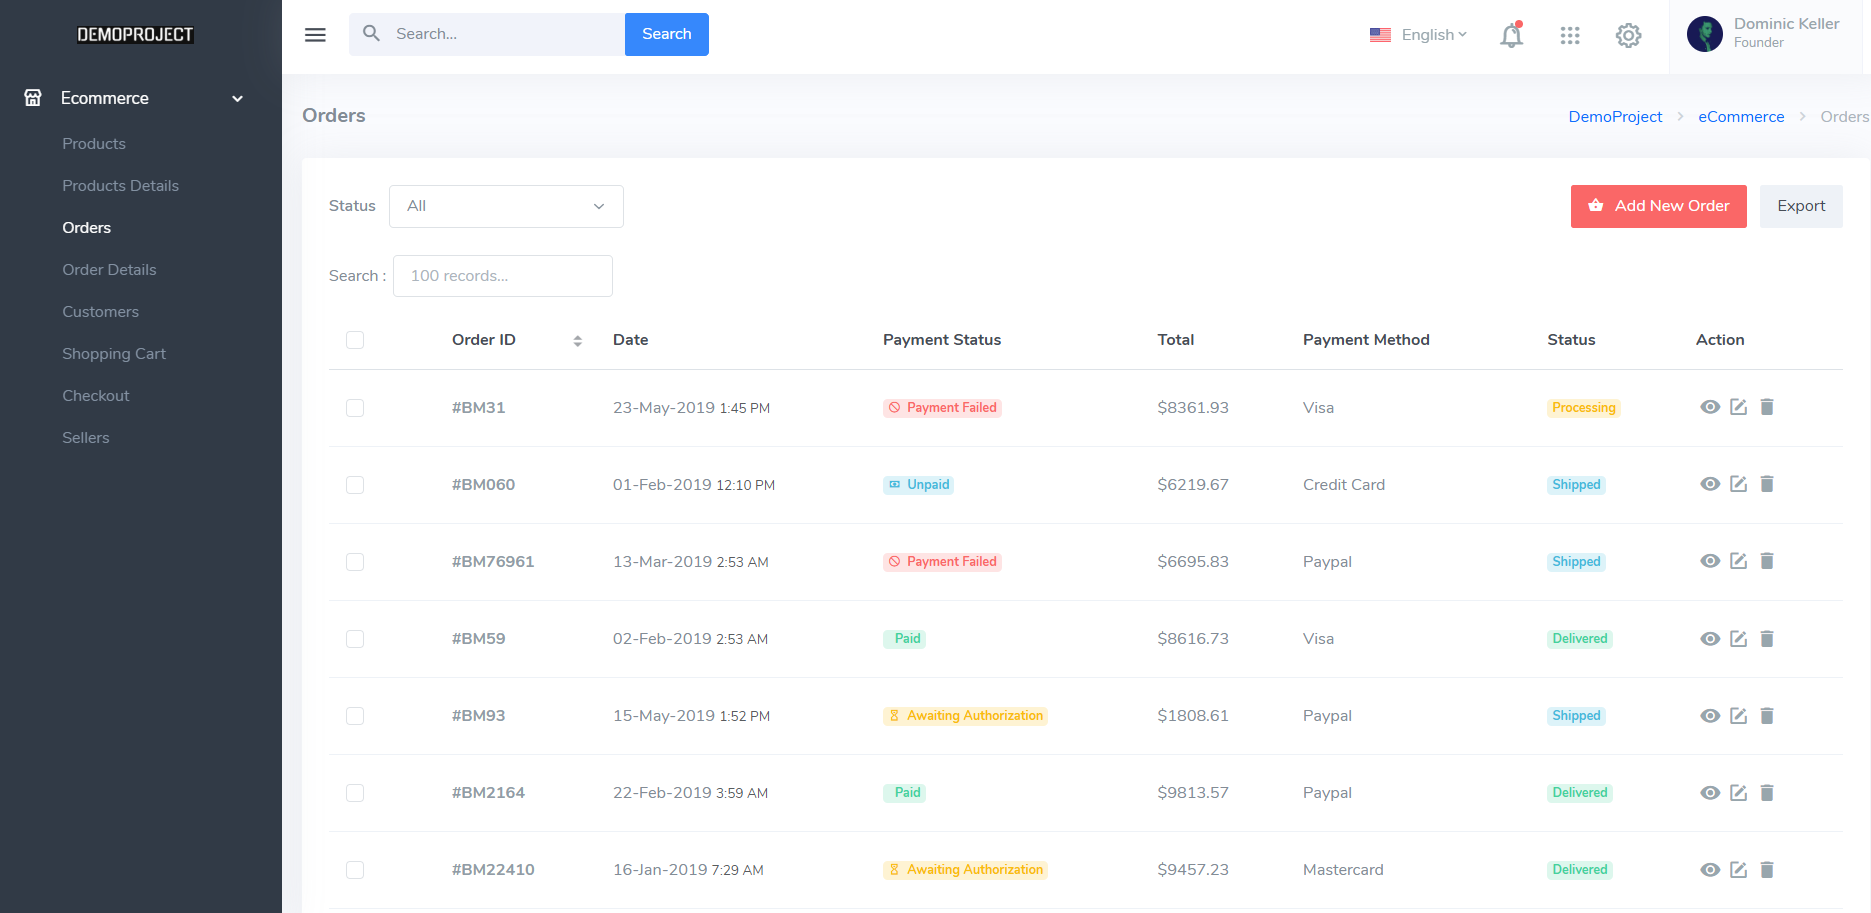 DEMOPROJECT
Search... Search English Dominic Keller
Founder
Ecommerce
Products
Products Details
Orders
Order Details
Customers
Shopping Cart
Checkout
Sellers
Orders DemoProject eCommerce Orders
Status All Add New Order Export
Search : 100 records...
Order ID Date Payment Status Total Payment Method Status Action
#BM31 23-May-2019 1:45 PM Payment Failed $8361.93 Visa Processing
#BM060 01-Feb-2019 12:10 PM Unpaid $6219.67 Credit Card Shipped
#BM76961 13-Mar-2019 2:53 AM Payment Failed $6695.83 Paypal Shipped
#BM59 02-Feb-2019 2:53 AM Paid $8616.73 Visa Delivered
#BM93 15-May-2019 1:52 PM Awaiting Authorization $1808.61 Paypal Shipped
#BM2164 22-Feb-2019 3:59 AM Paid $9813.57 Paypal Delivered
#BM22410 16-Jan-2019 7:29 AM Awaiting Authorization $9457.23 Mastercard Delivered